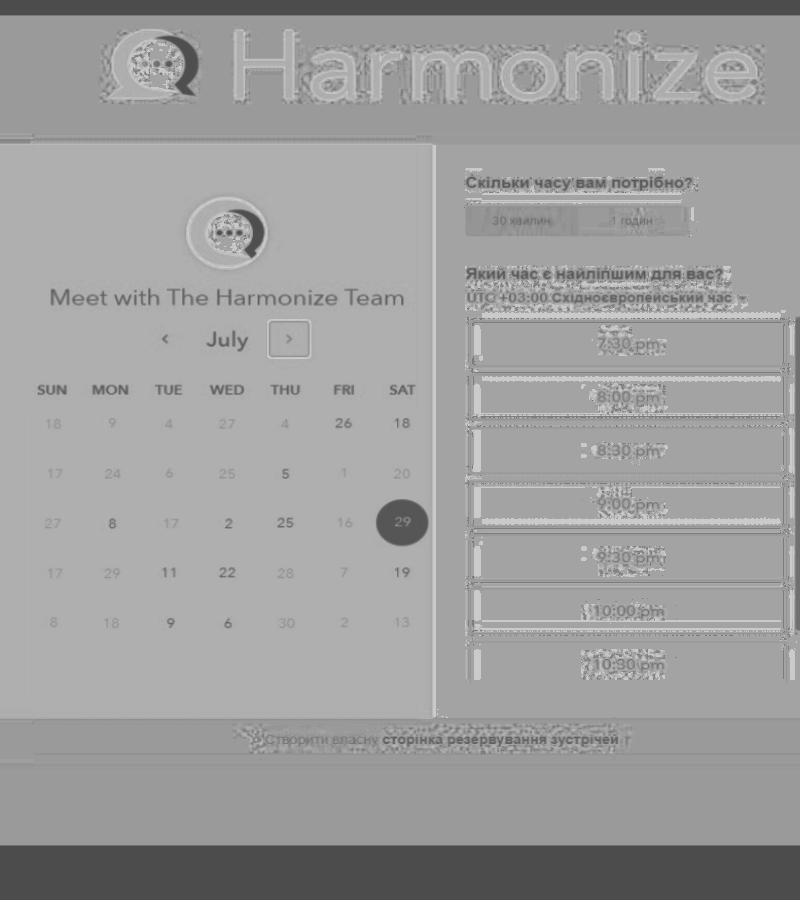 Harmonize
Meet with The Harmonize Team
‹ July ›
SUN MON TUE WED THU FRI SAT
18 9 4 27 4 26 18
17 24 6 25 5 1 20
27 8 17 2 25 16 29
17 29 11 22 28 7 19
8 18 9 6 30 2 13
Скільки часу вам потрібно?
30 хвилин 1 годин
Який час є найліпшим для вас?
UTC +03:00 Східноєвропейський час
7:30 pm
8:00 pm
8:30 pm
9:00 pm
9:30 pm
10:00 pm
10:30 pm
Створити власну сторінка резервування зустрічей